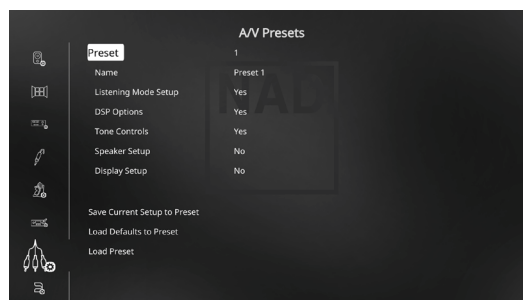 A/V Presets
Preset 1
Name Preset 1
Listening Mode Setup Yes
DSP Options Yes
Tone Controls Yes
Speaker Setup No
Display Setup No
Save Current Setup to Preset
Load Defaults to Preset
Load Preset
NAD